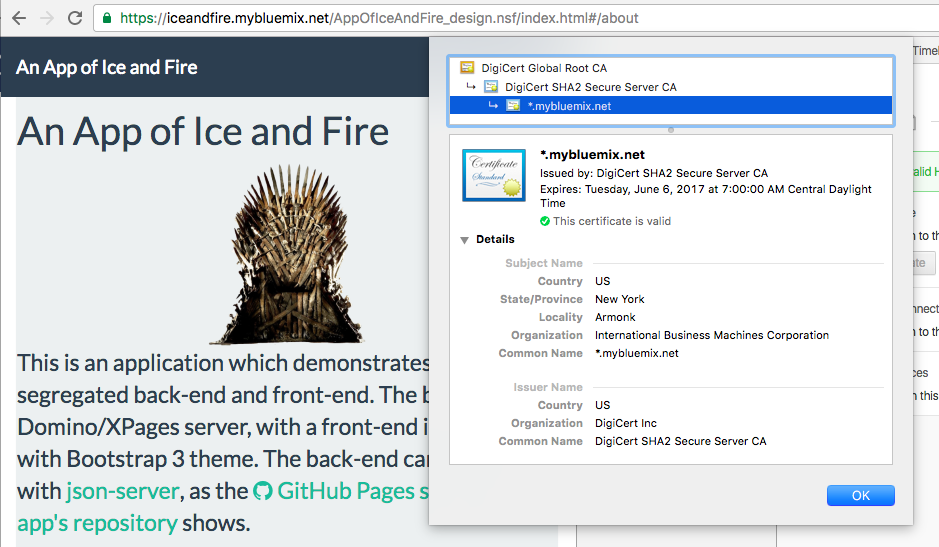 https://iceandfire.mybluemix.net/AppOfIceAndFire_design.nsf/index.html#/about
An App of Ice and Fire
An App of Ice and Fire
This is an application which demonstrates
segregated back-end and front-end. The b
Domino/XPages server, with a front-end i
with Bootstrap 3 theme. The back-end car
with json-server, as the GitHub Pages s
app's repository shows.
DigiCert Global Root CA
DigiCert SHA2 Secure Server CA
*.mybluemix.net
Certificate
Standard
*.mybluemix.net
Issued by: DigiCert SHA2 Secure Server CA
Expires: Tuesday, June 6, 2017 at 7:00:00 AM Central Daylight
Time
This certificate is valid
Details
Subject Name
Country US
State/Province New York
Locality Armonk
Organization International Business Machines Corporation
Common Name *.mybluemix.net
Issuer Name
Country US
Organization DigiCert Inc
Common Name DigiCert SHA2 Secure Server CA
OK
Timel
alid H
n to th
ate
nnect
n to th
ces
n this